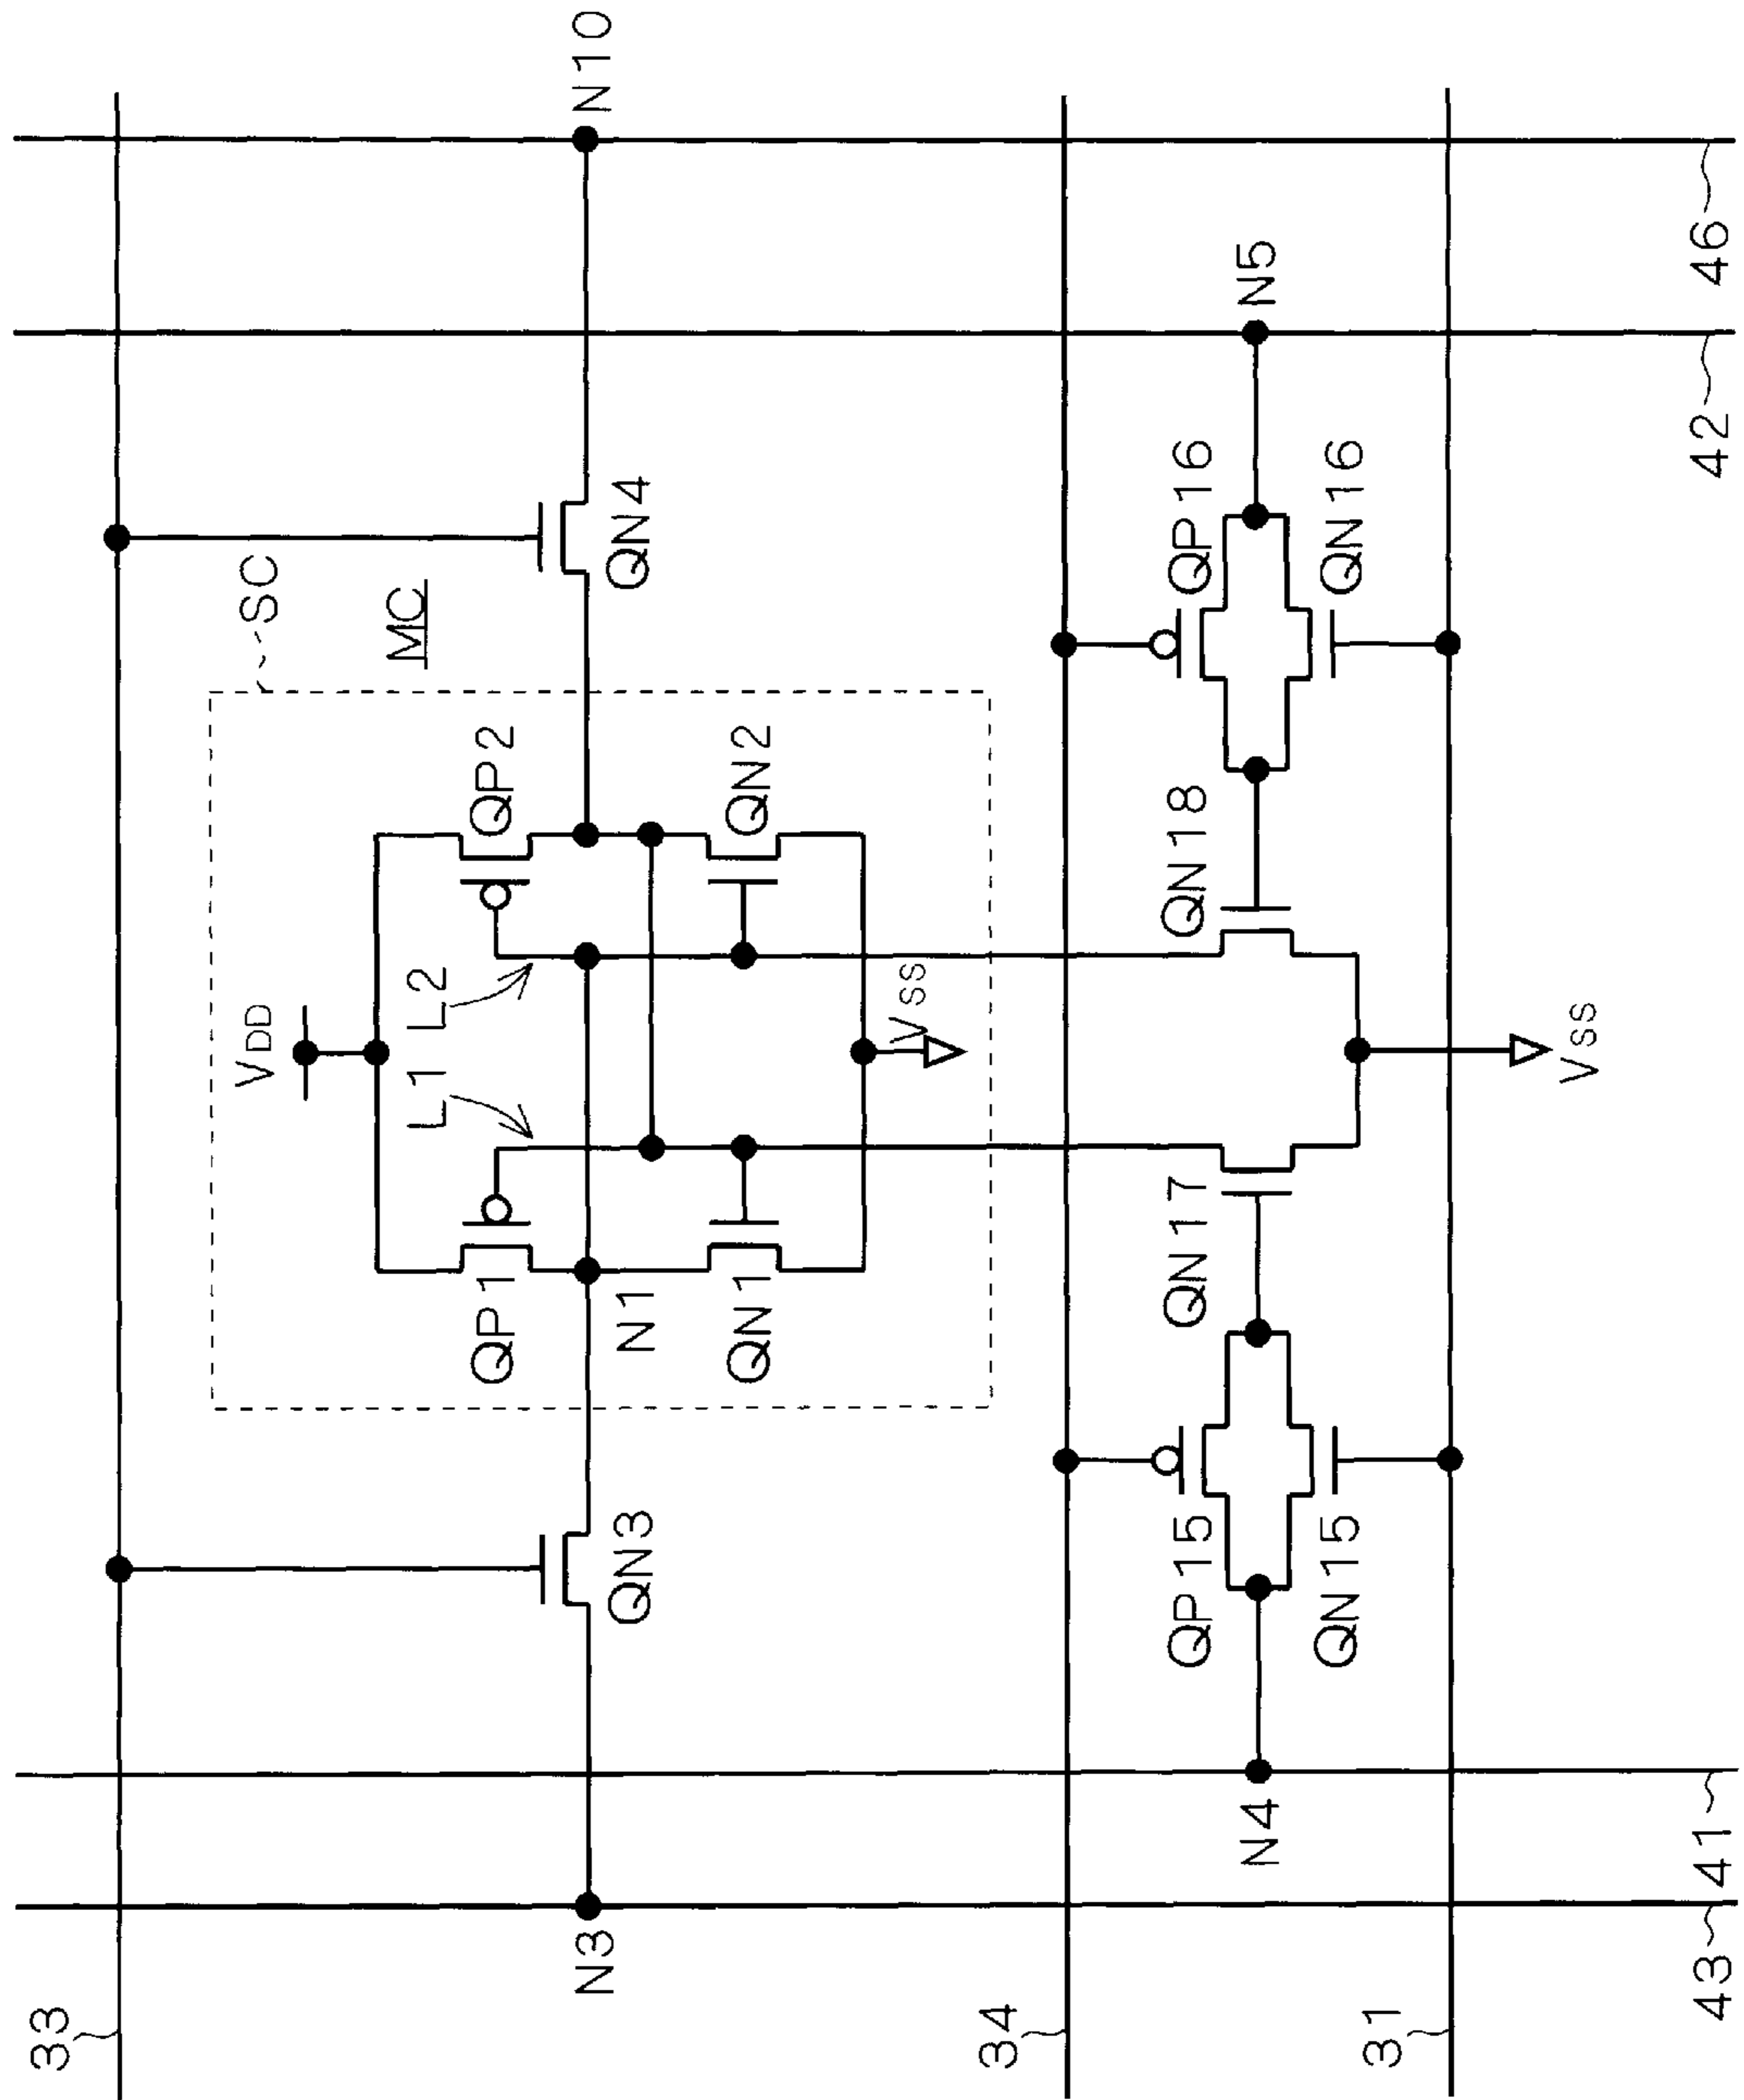 33
N3
N10
SC
MC
VDD
L1
L2
QP1
QP2
N1
QN1
QN2
VSS
QN3
QN4
34
N4
N5
QP15
QN15
QN17
QN18
QP16
QN16
31
VSS
43
41
42
46